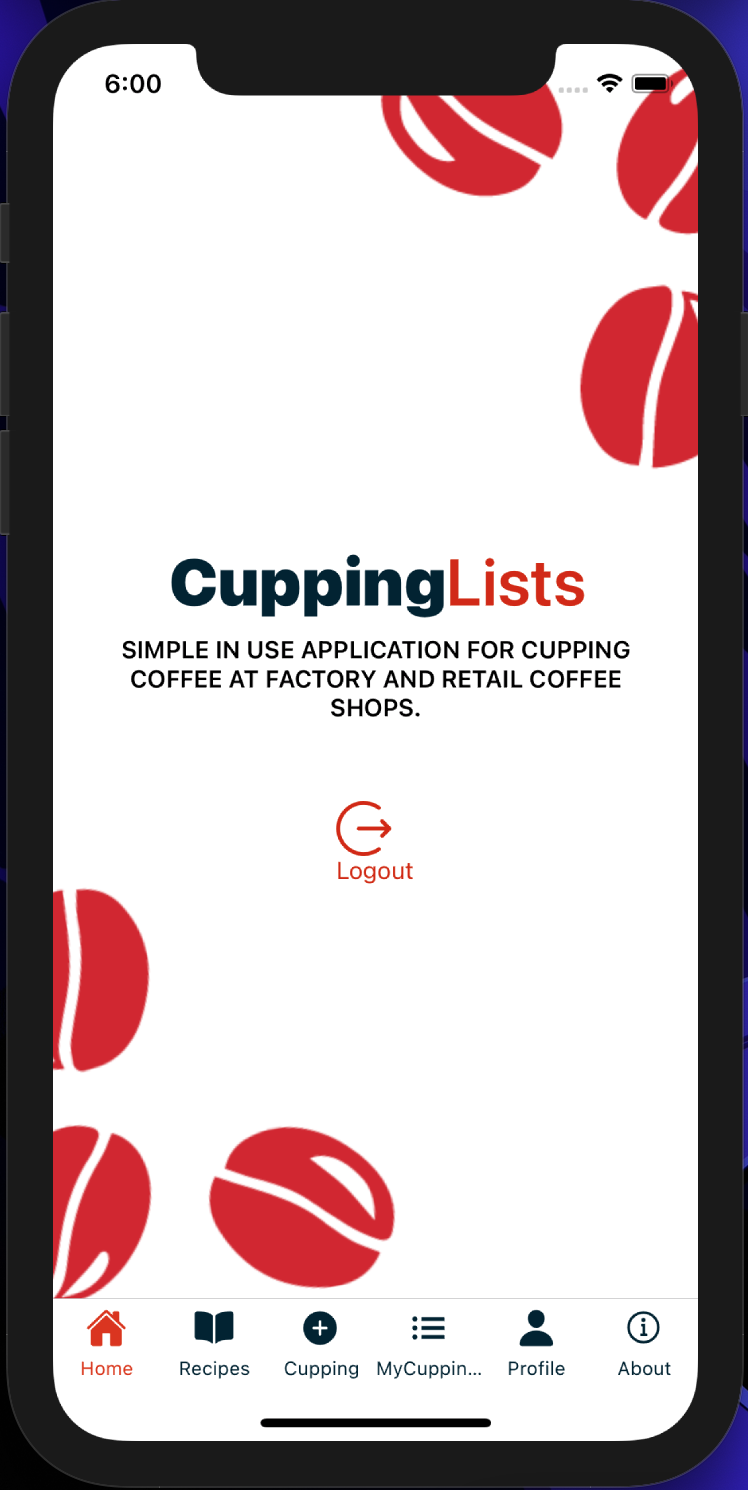 6:00
CuppingLists
SIMPLE IN USE APPLICATION FOR CUPPING
COFFEE AT FACTORY AND RETAIL COFFEE
SHOPS.
Logout
Home Recipes Cupping MyCuppin... Profile About